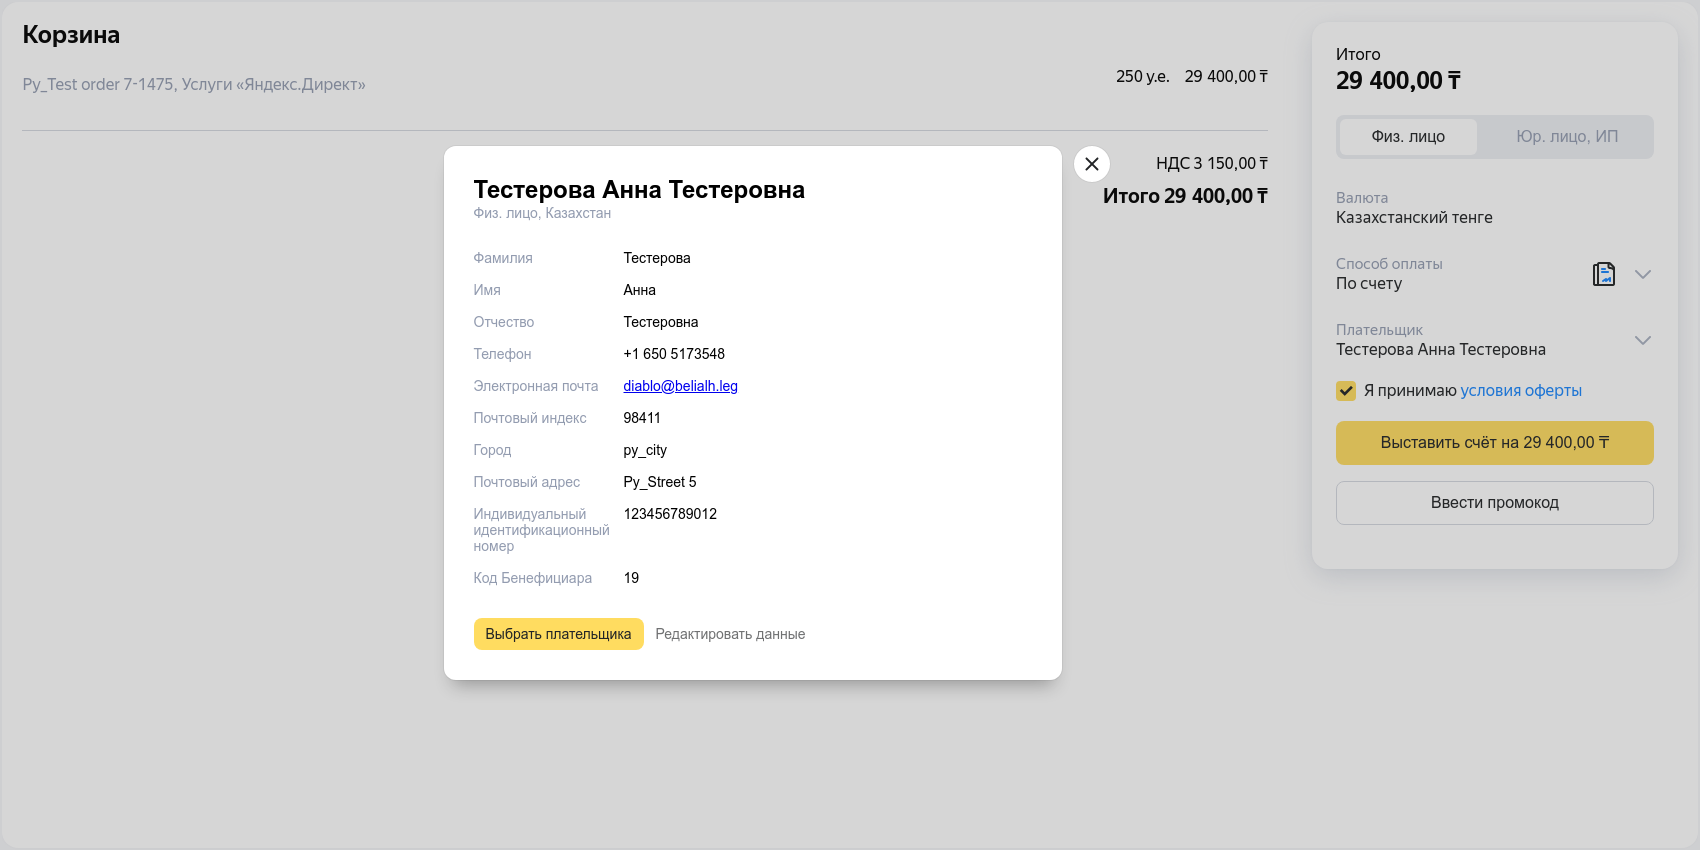 Корзина
Py_Test order 7-1475, Услуги «Яндекс.Директ»
250 у.е. 29 400,00 ₸
НДС 3 150,00 ₸
Итого 29 400,00 ₸
Тестерова Анна Тестеровна
Физ. лицо, Казахстан
Фамилия Тестерова
Имя Анна
Отчество Тестеровна
Телефон +1 650 5173548
Электронная почта diablo@belialh.leg
Почтовый индекс 98411
Город py_city
Почтовый адрес Py_Street 5
Индивидуальный 123456789012
идентификационный
номер
Код Бенефициара 19
Выбрать плательщика Редактировать данные
Итого
29 400,00 ₸
Физ. лицо Юр. лицо, ИП
Валюта
Казахстанский тенге
Способ оплаты
По счету
Плательщик
Тестерова Анна Тестеровна
Я принимаю условия оферты
Выставить счёт на 29 400,00 ₸
Ввести промокод